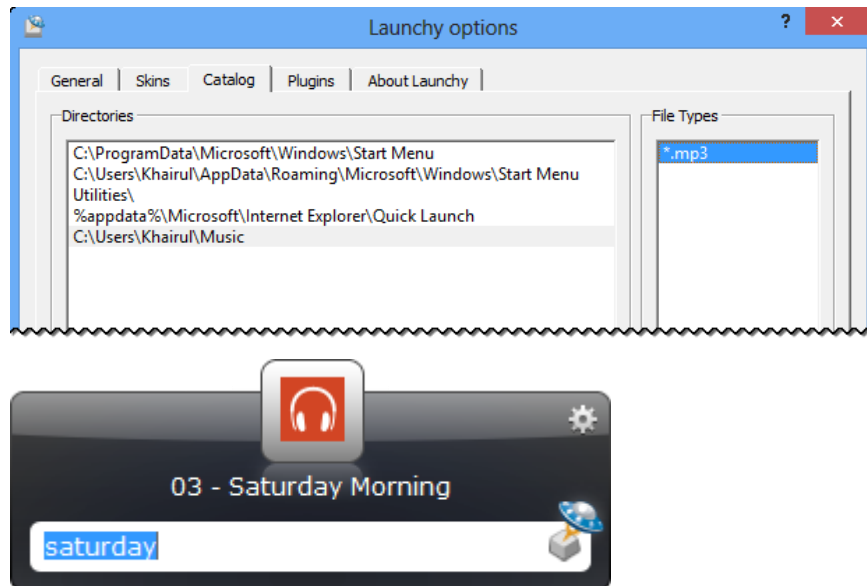 Launchy options
?
×
General
Skins
Catalog
Plugins
About Launchy
Directories
C:\ProgramData\Microsoft\Windows\Start Menu
C:\Users\Khairul\AppData\Roaming\Microsoft\Windows\Start Menu
Utilities\
%appdata%\Microsoft\Internet Explorer\Quick Launch
C:\Users\Khairul\Music
File Types
*.mp3
03 - Saturday Morning
saturday